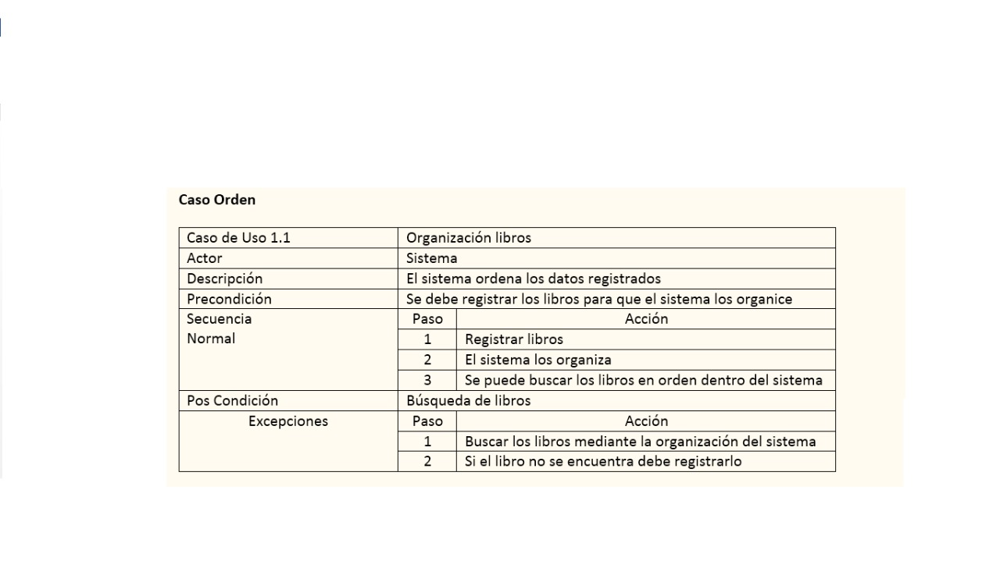 Caso Orden
Caso de Uso 1.1 Organización libros
Actor Sistema
Descripción El sistema ordena los datos registrados
Precondición Se debe registrar los libros para que el sistema los organice
Secuencia Paso Acción
Normal 1 Registrar libros
2 El sistema los organiza
3 Se puede buscar los libros en orden dentro del sistema
Pos Condición Búsqueda de libros
Excepciones Paso Acción
1 Buscar los libros mediante la organización del sistema
2 Si el libro no se encuentra debe registrarlo